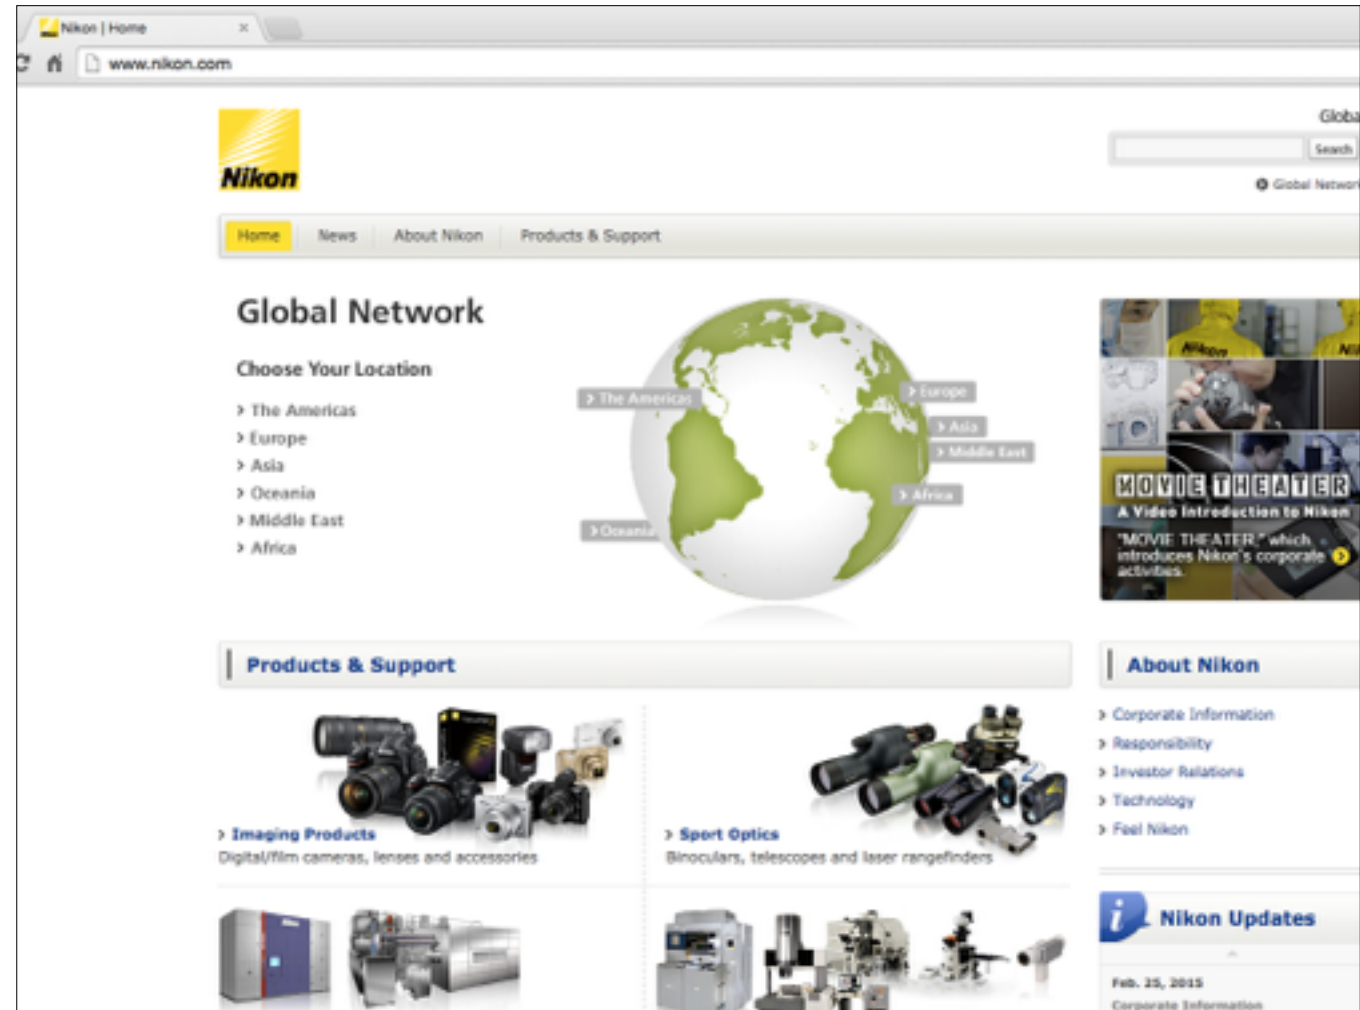 Nikon | Home
www.nikon.com
Nikon
Globa
Search
Global Networ
Home News About Nikon Products & Support
Global Network
Choose Your Location
> The Americas
> Europe
> Asia
> Oceania
> Middle East
> Africa
> The Americas
> Europe
> Asia
> Middle East
> Africa
> Oceania
Nikon
Ni
MOVIE THEATER
A Video Introduction to Nikon
"MOVIE THEATER," which
introduces Nikon's corporate
activities.
Products & Support
> Imaging Products
Digital/film cameras, lenses and accessories
> Sport Optics
Binoculars, telescopes and laser rangefinders
About Nikon
> Corporate Information
> Responsibility
> Investor Relations
> Technology
> Feel Nikon
i Nikon Updates
Feb. 25, 2015
Corporate Information